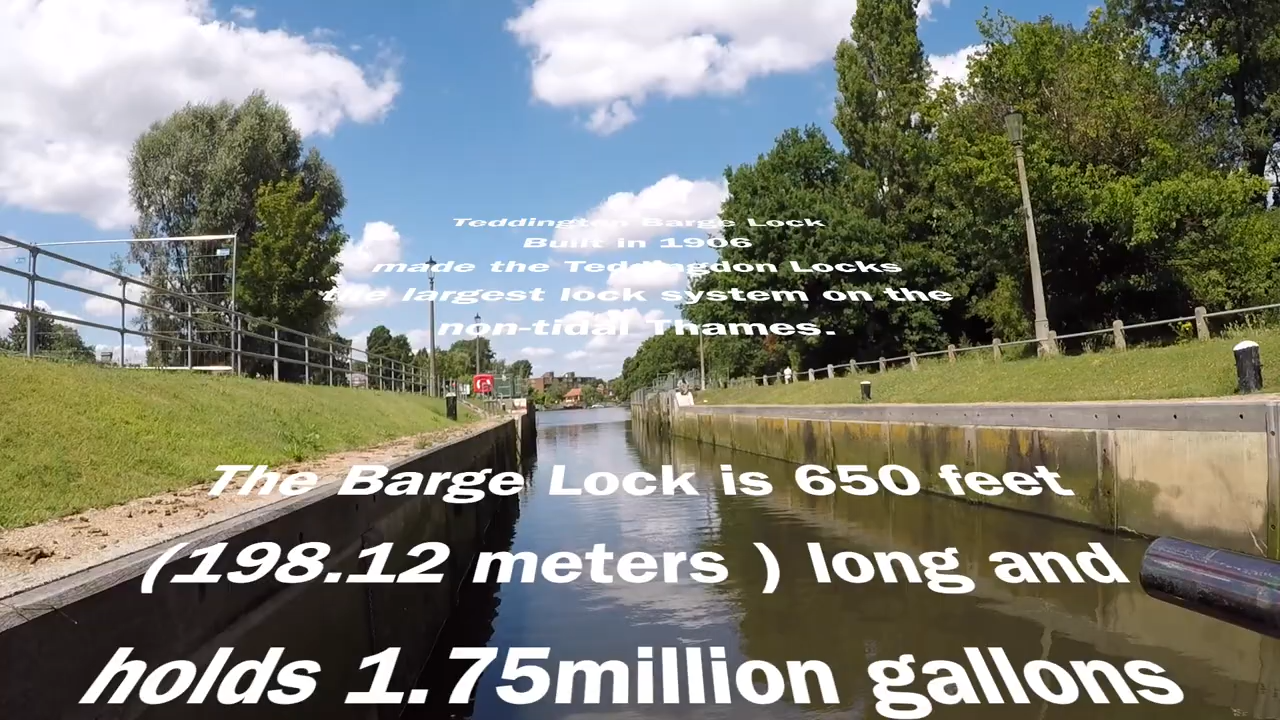 Teddington Barge Lock
Built in 1906
made the Teddingdon Locks
the largest lock system on the
non-tidal Thames.
The Barge Lock is 650 feet
(198.12 meters ) long and
holds 1.75million gallons